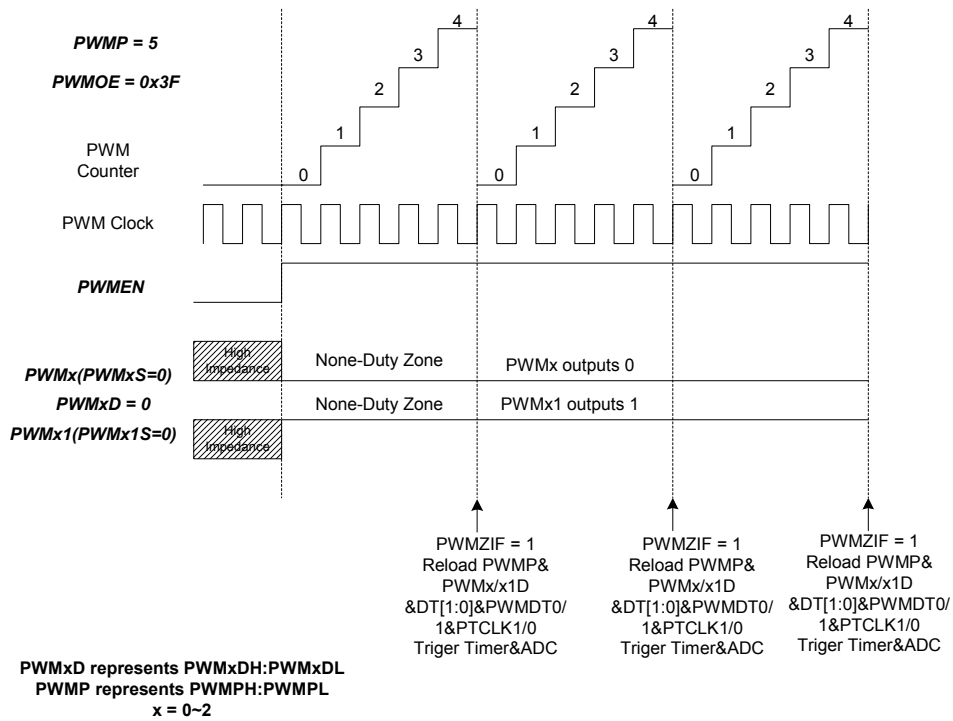 PWMP = 5
PWMOE = 0x3F
4 4 4
3 3 3
2 2 2
1 1 1
0 0 0
PWM
Counter
PWM Clock
PWMEN
High
Impedance
None-Duty Zone PWMx outputs 0
PWMx(PWMxS=0)
PWMxD = 0
None-Duty Zone PWMx1 outputs 1
PWMx1(PWMx1S=0)
High
Impedance
PWMZIF = 1
Reload PWMP&
PWMx/x1D
&DT[1:0]&PWMDT0/
1&PTCLK1/0
Triger Timer&ADC
PWMZIF = 1
Reload PWMP&
PWMx/x1D
&DT[1:0]&PWMDT0/
1&PTCLK1/0
Triger Timer&ADC
PWMZIF = 1
Reload PWMP&
PWMx/x1D
&DT[1:0]&PWMDT0/
1&PTCLK1/0
Triger Timer&ADC
PWMxD represents PWMxDH:PWMxDL
PWMP represents PWMPH:PWMPL
x = 0~2